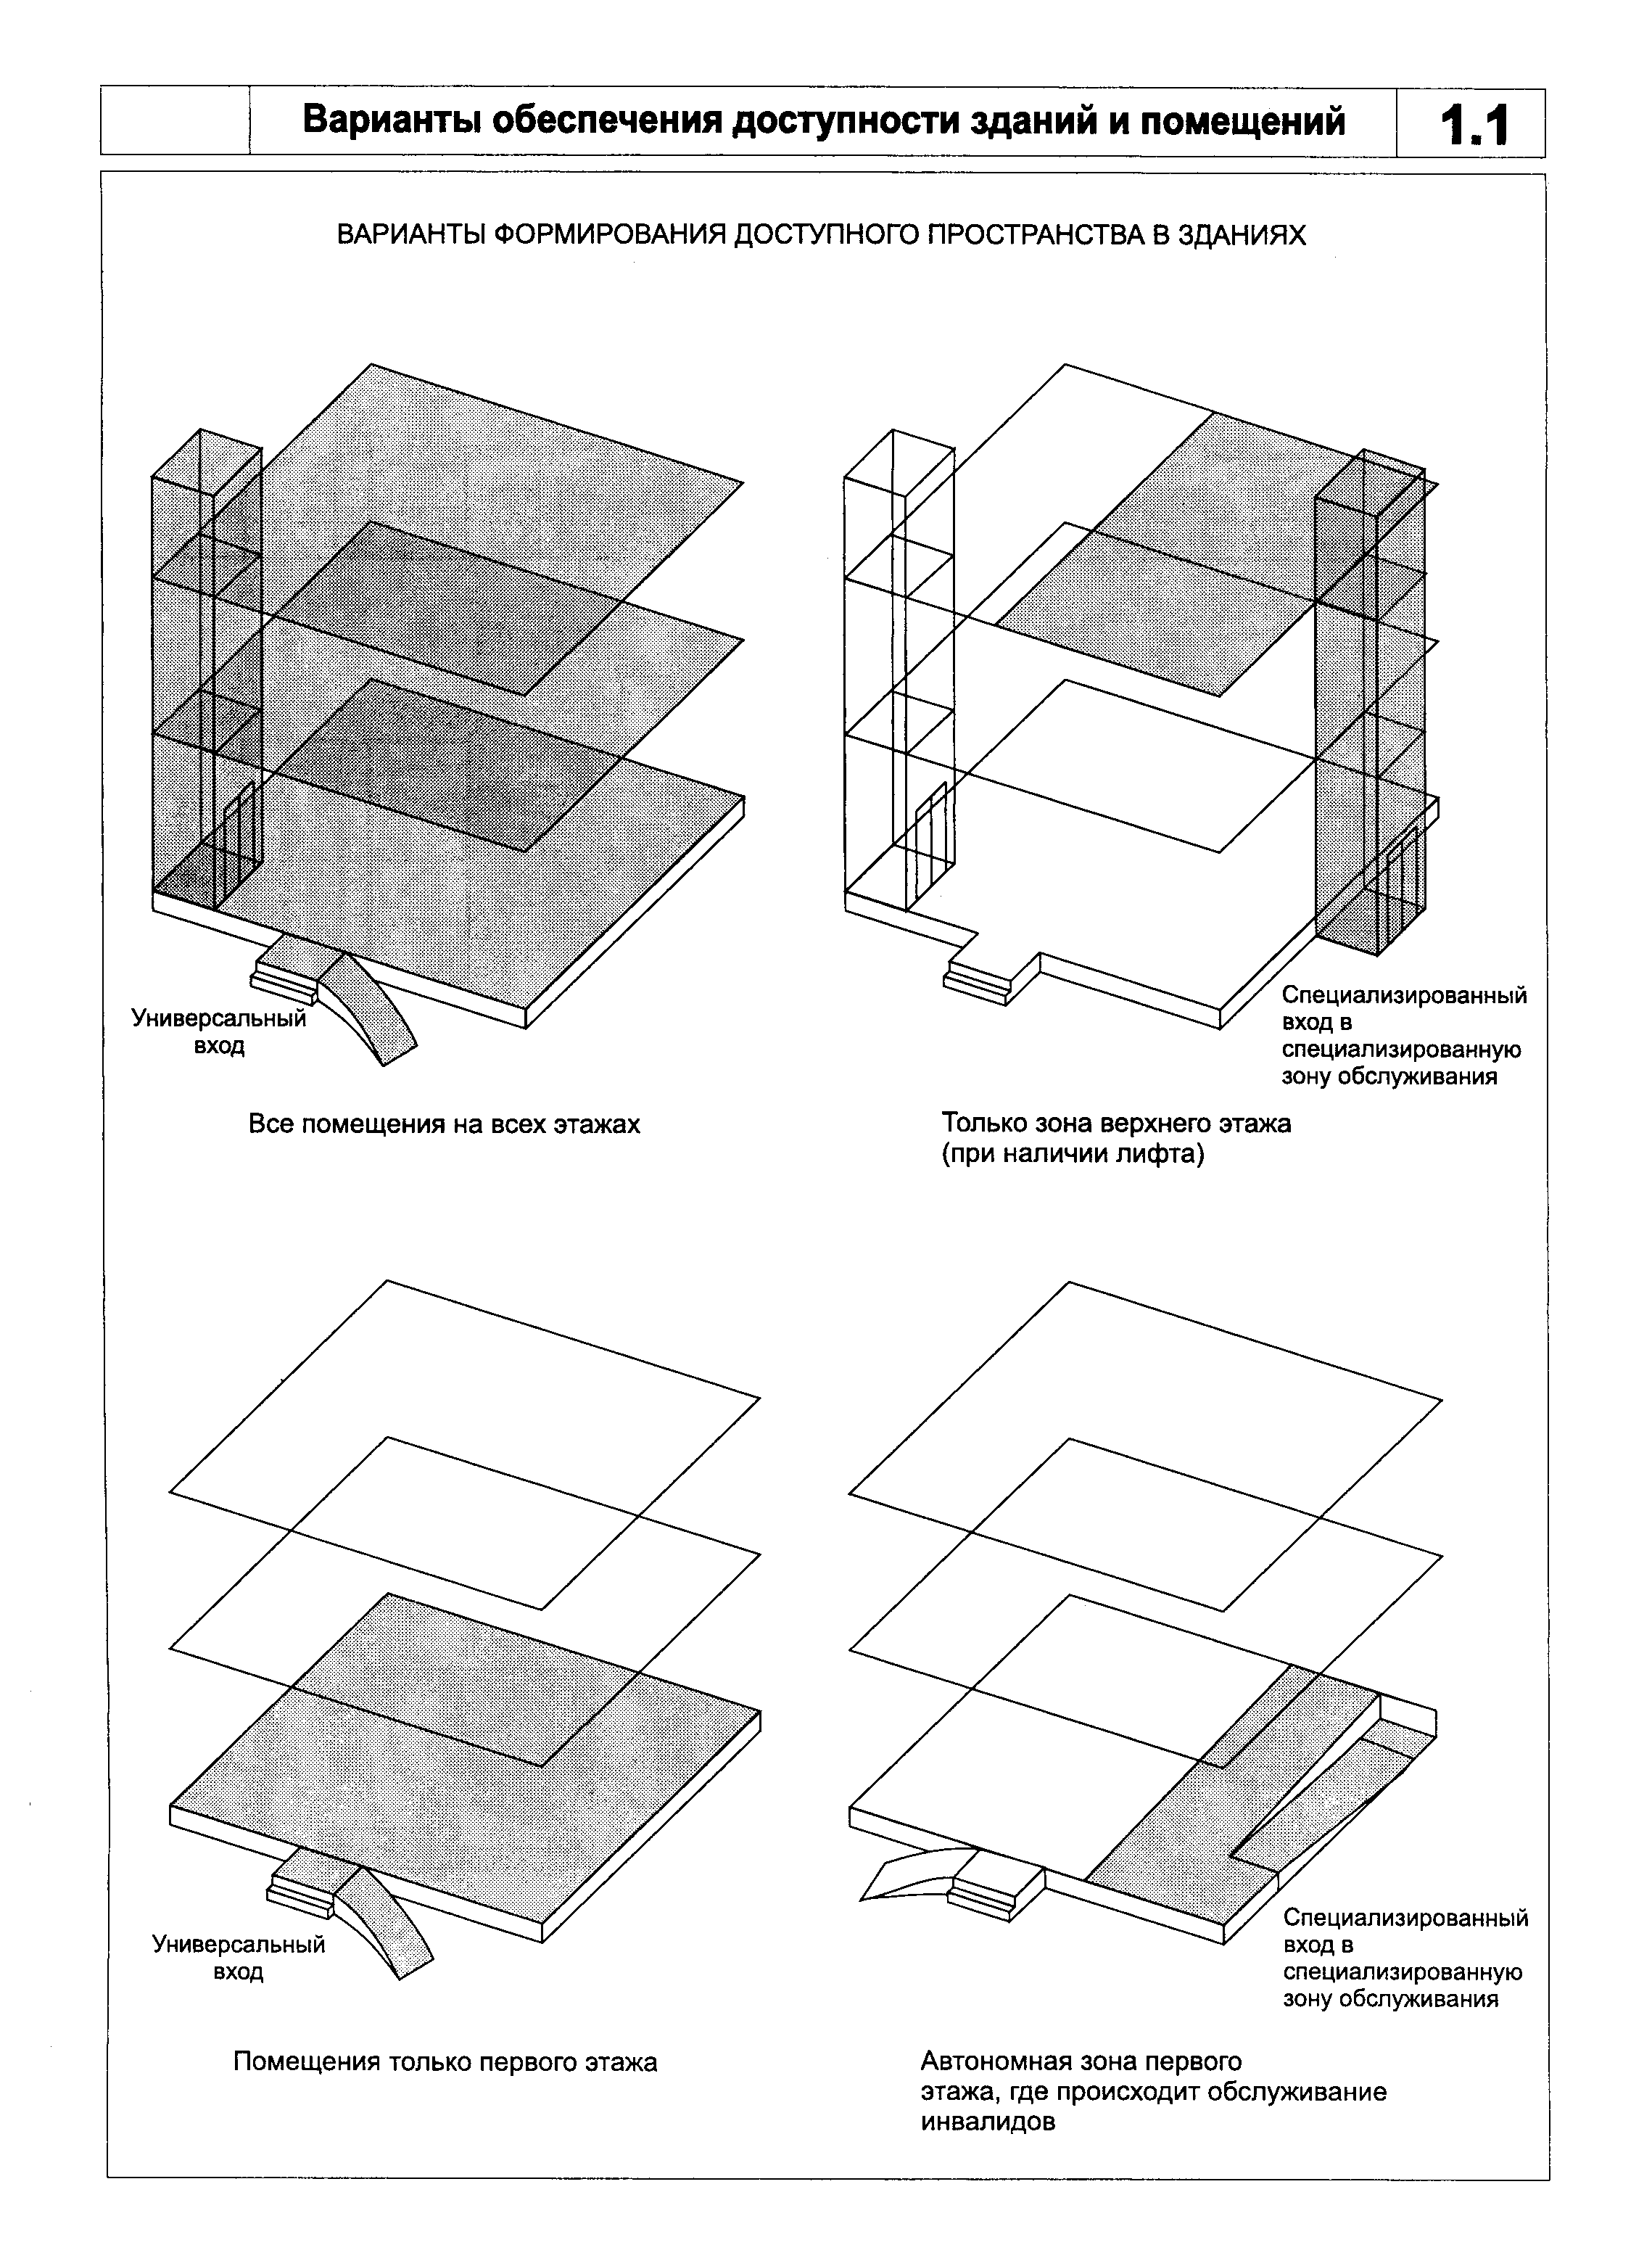 Варианты обеспечения доступности зданий и помещений
1.1
ВАРИАНТЫ ФОРМИРОВАНИЯ ДОСТУПНОГО ПРОСТРАНСТВА В ЗДАНИЯХ
Универсальный
вход
Все помещения на всех этажах
Специализированный
вход в
специализированную
зону обслуживания
Только зона верхнего этажа
(при наличии лифта)
Универсальный
вход
Помещения только первого этажа
Специализированный
вход в
специализированную
зону обслуживания
Автономная зона первого
этажа, где происходит обслуживание
инвалидов